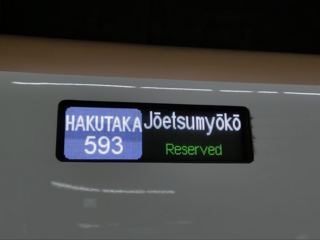 HAKUTAKA
593
Jōetsumyōkō
Reserved